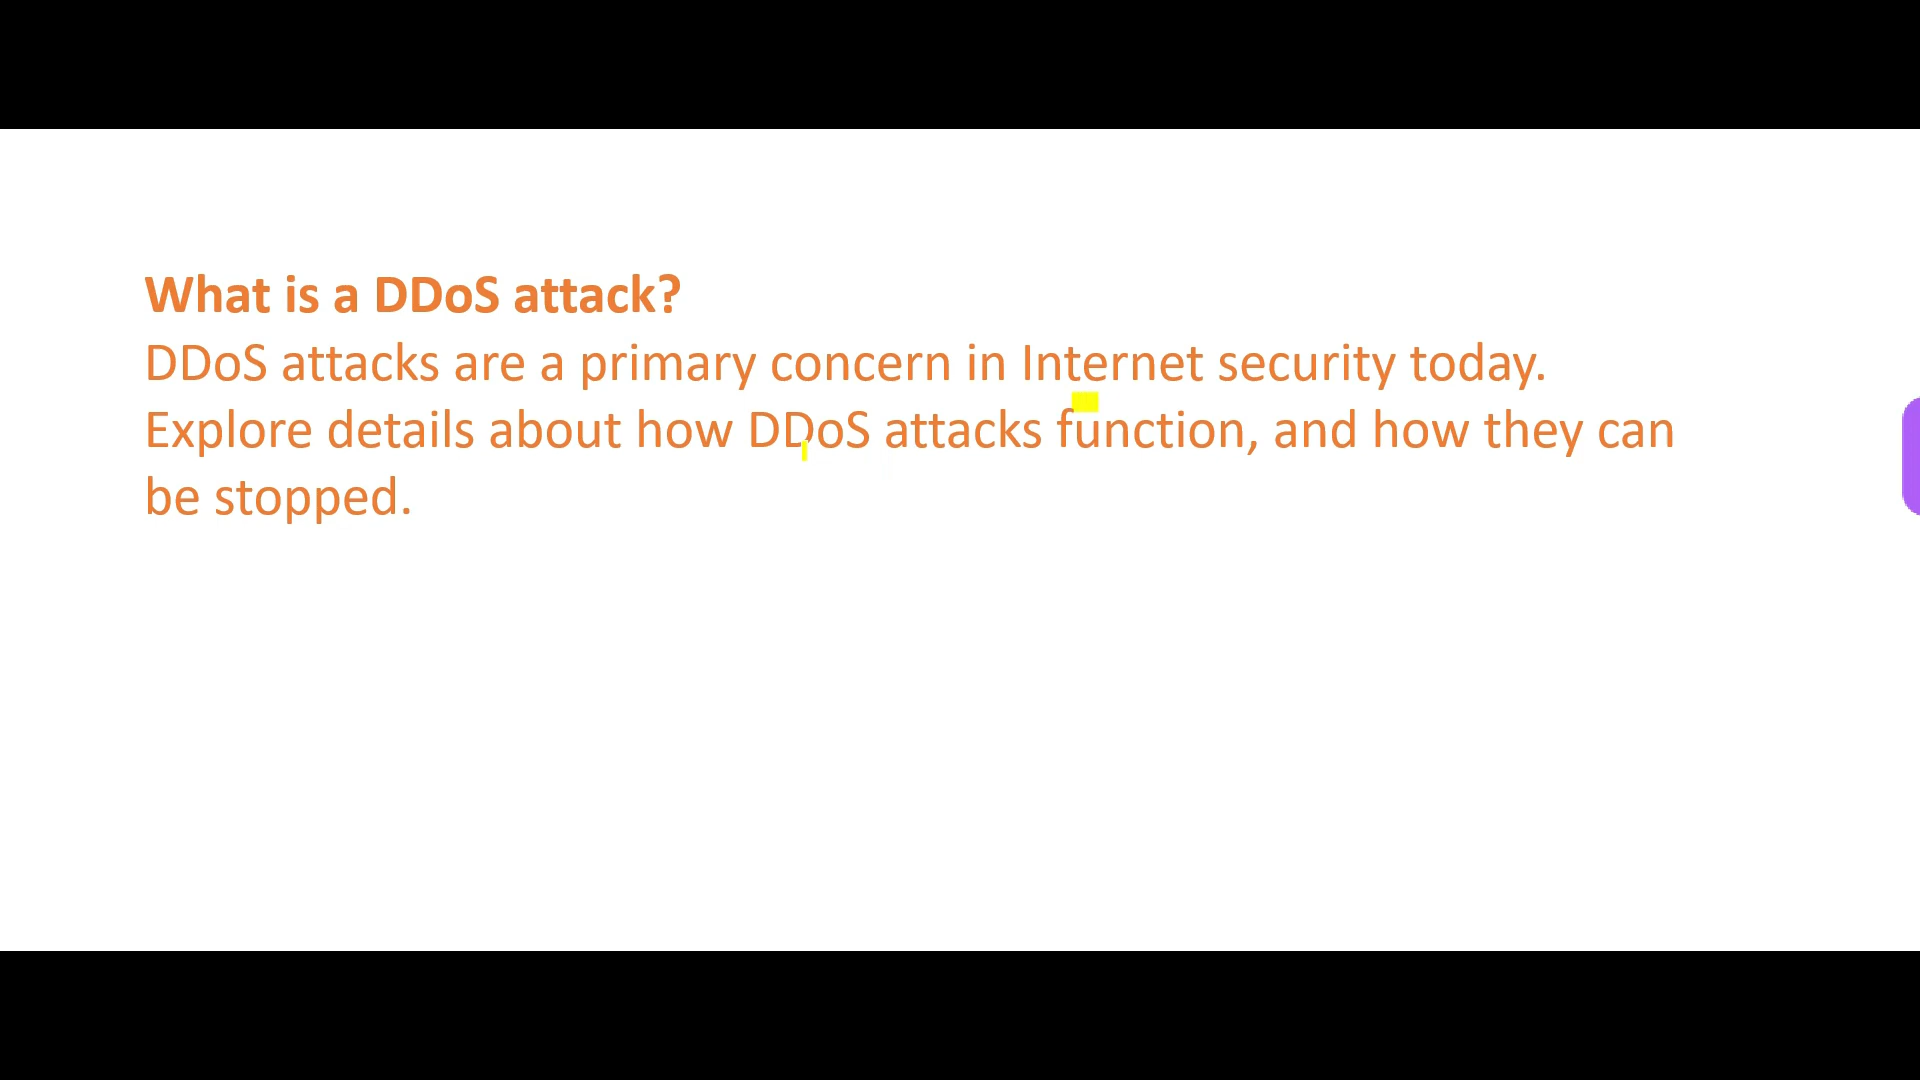 What is a DDoS attack?
DDoS attacks are a primary concern in Internet security today.
Explore details about how DDoS attacks function, and how they can
be stopped.